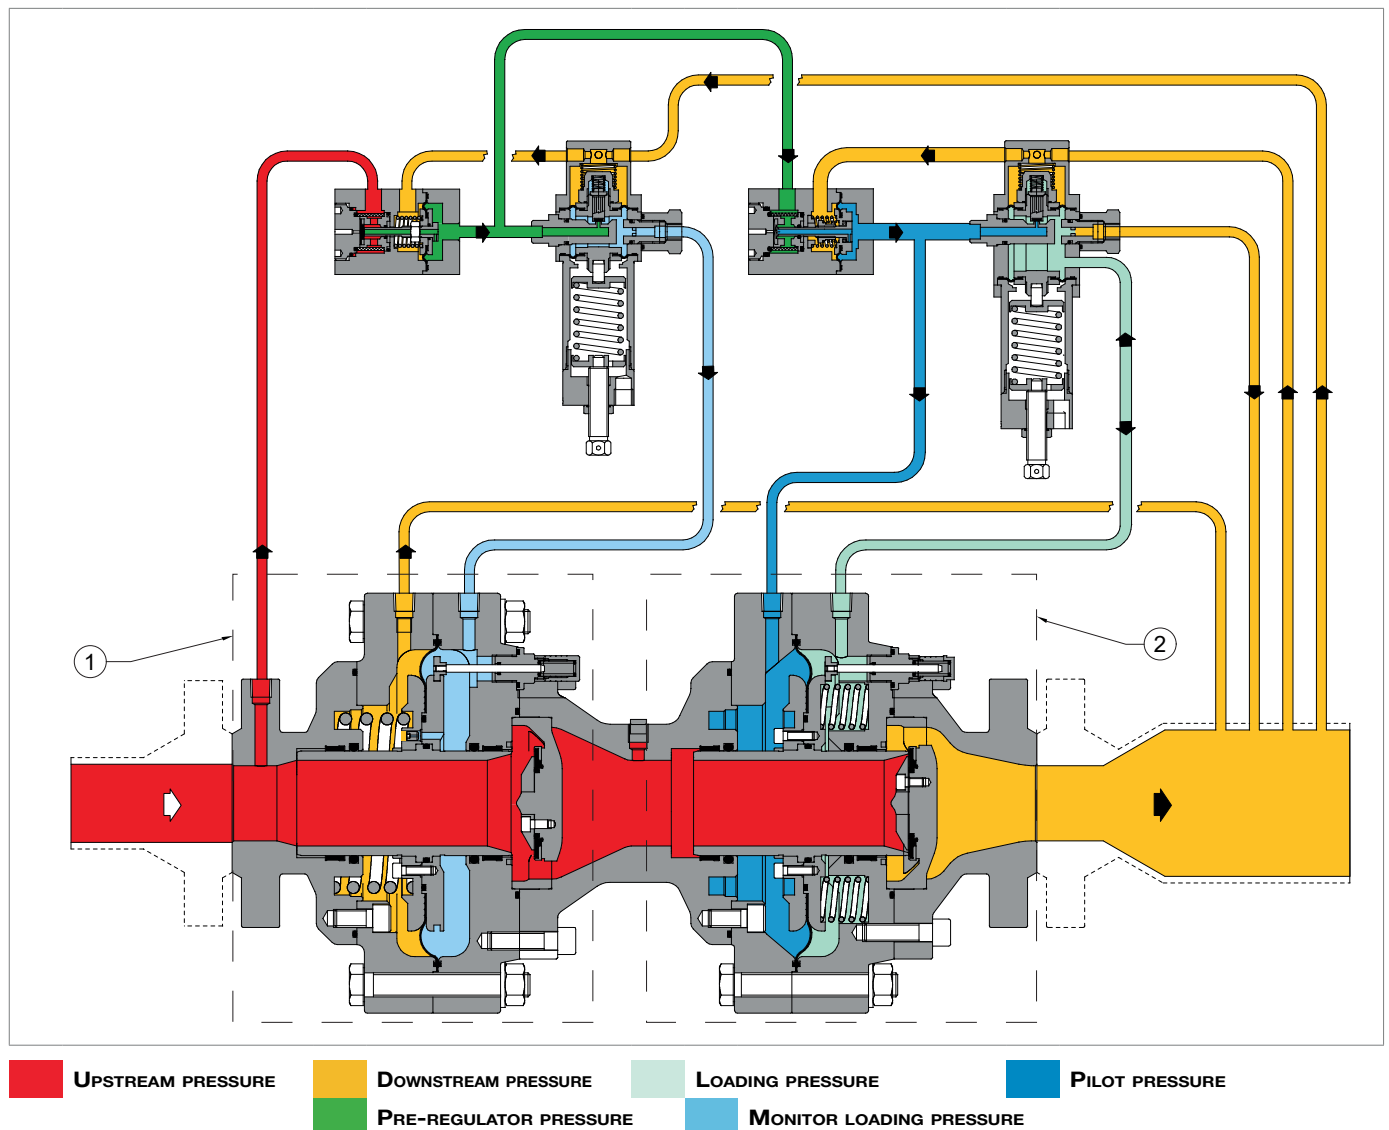 1
2
UPSTREAM PRESSURE
DOWNSTREAM PRESSURE
LOADING PRESSURE
PILOT PRESSURE
PRE-REGULATOR PRESSURE
MONITOR LOADING PRESSURE